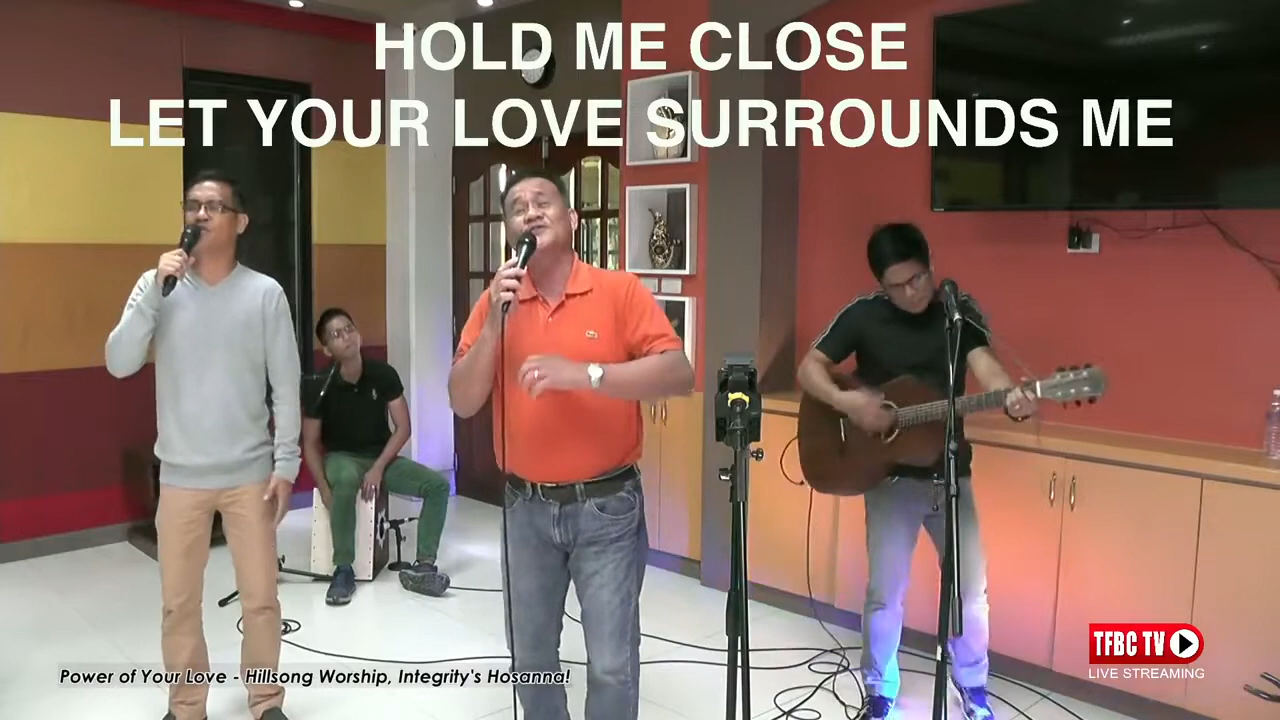 HOLD ME CLOSE
LET YOUR LOVE SURROUNDS ME
Power of Your Love - Hillsong Worship, Integrity's Hosanna!
TFBC TV
LIVE STREAMING